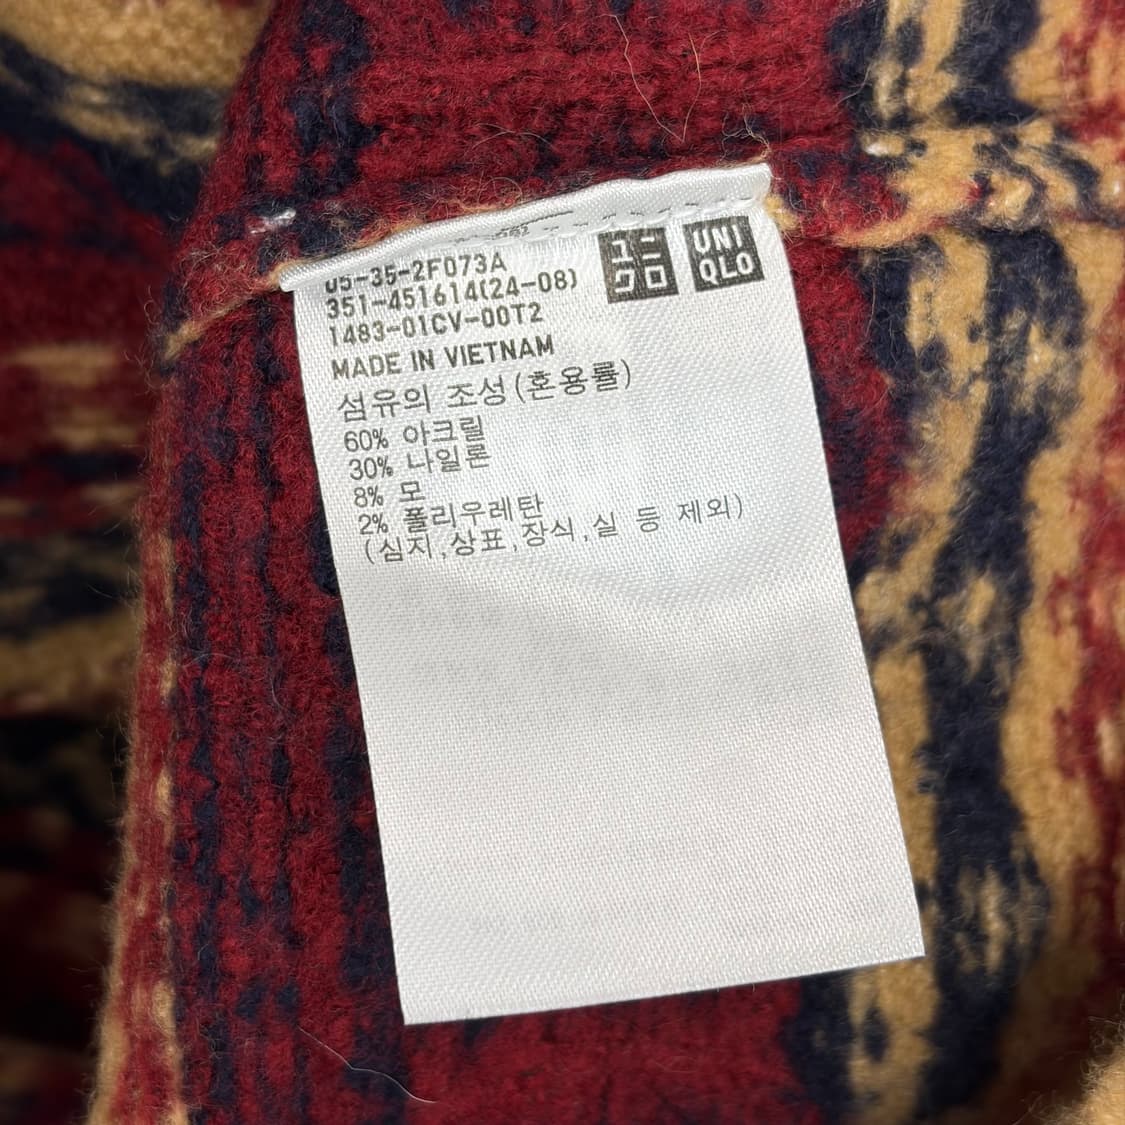 ユニ
クロ
UNI
QLO
05-35-2F073A
351-451614(24-08)
1483-01CV-00T2
MADE IN VIETNAM
섬유의 조성(혼용률)
60% 아크릴
30% 나일론
8% 모
2% 폴리우레탄
(심지,상표,장식,실 등 제외)